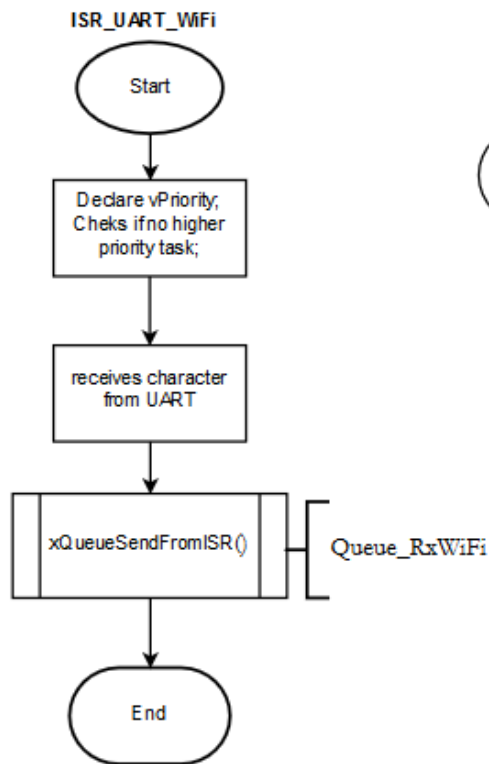 ISR_UART_WiFi
Start
Declare vPriority;
Cheks if no higher
priority task;
receives character
from UART
xQueueSendFromISR()
Queue_RxWiFi
End